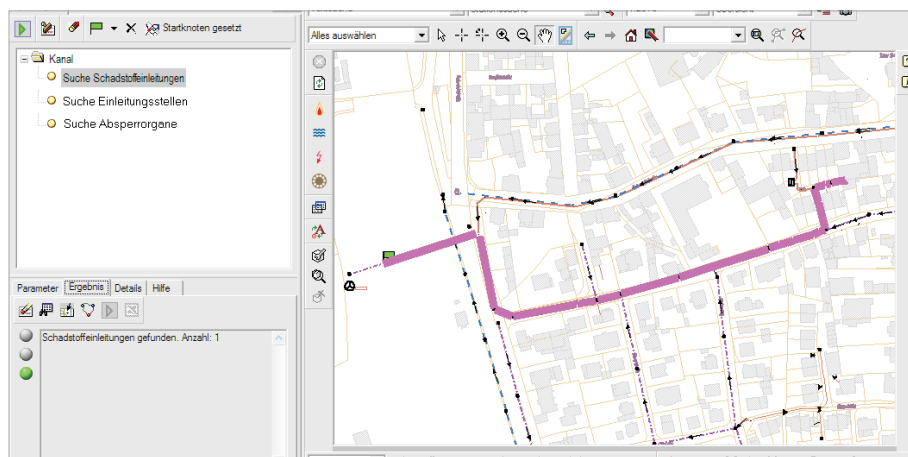 Startknoten gesetzt
Alles auswählen
Kanal
Suche Schadstoffeinleitungen
Suche Einleitungsstellen
Suche Absperrorgane
Parameter Ergebnis Details Hilfe
Schadstoffeinleitungen gefunden. Anzahl: 1